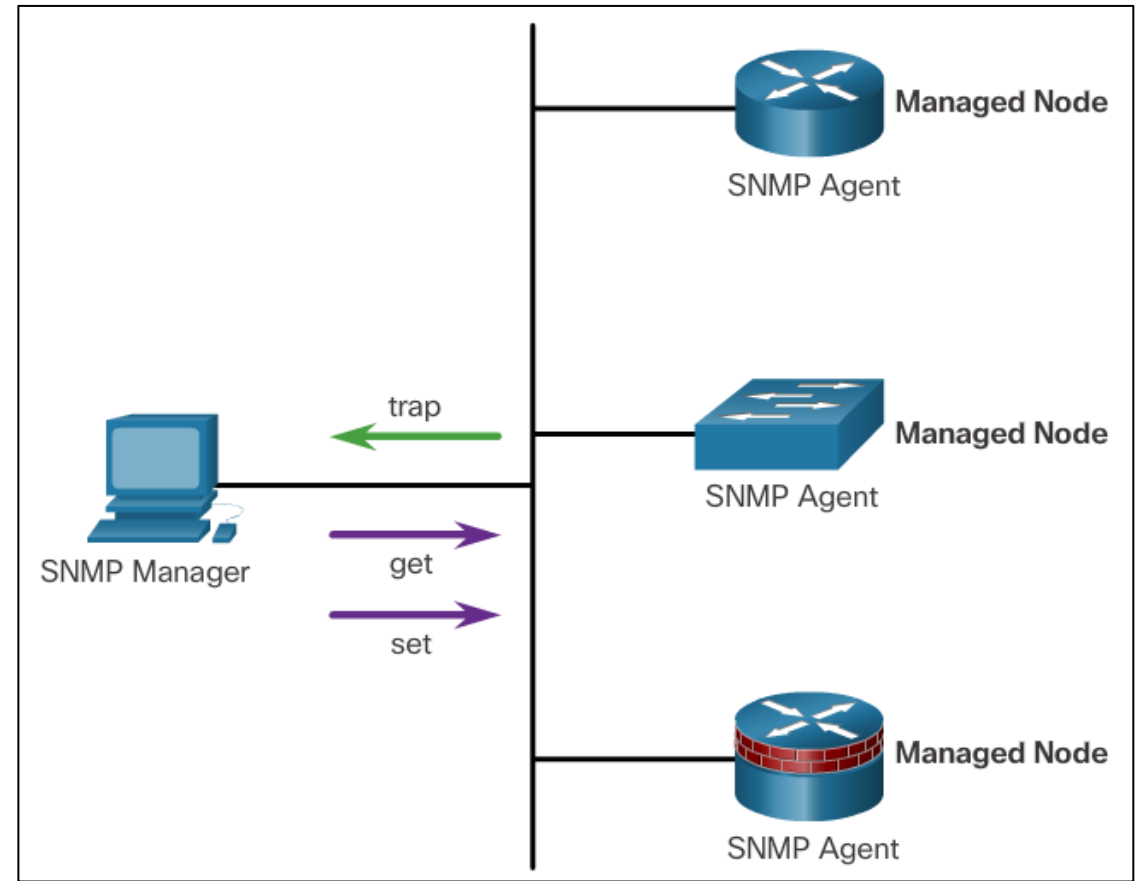 Managed Node
SNMP Agent
trap
Managed Node
SNMP Agent
SNMP Manager
get
set
Managed Node
SNMP Agent